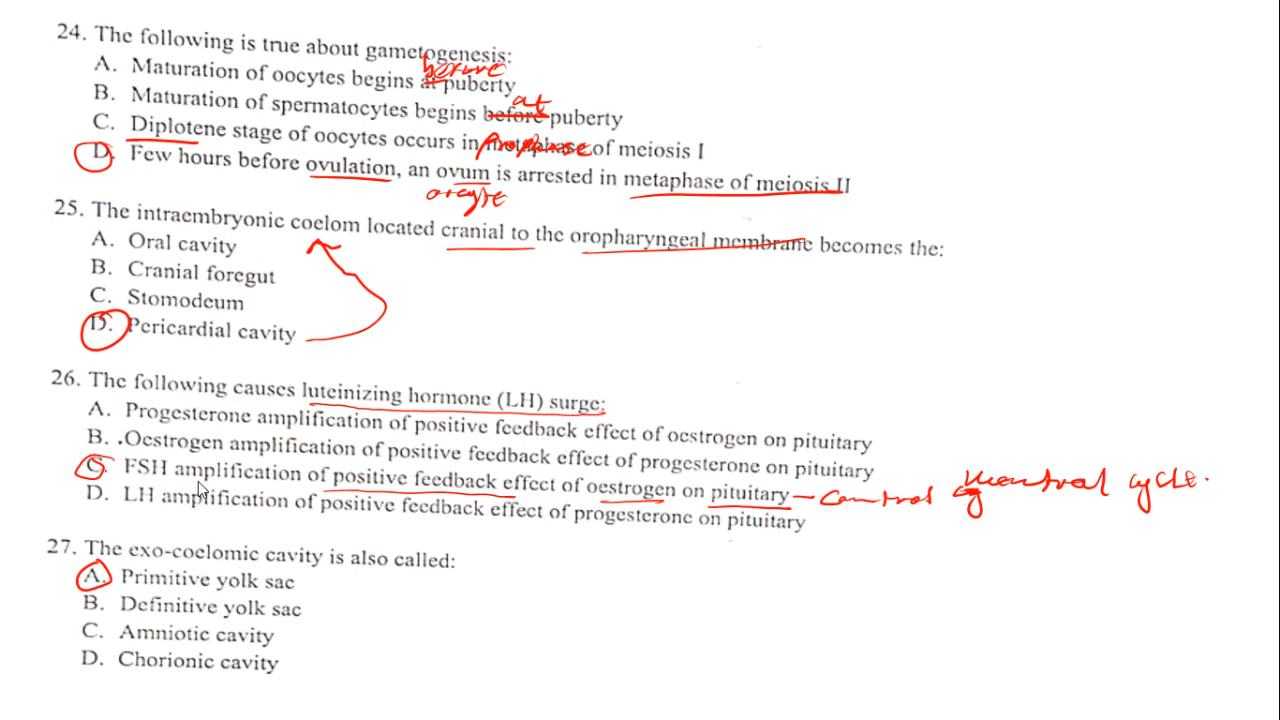 24. The following is true about gametogenesis:
before
A. Maturation of oocytes begins at puberty
at
B. Maturation of spermatocytes begins before puberty
C. Diplotene stage of oocytes occurs in metaphase of meiosis I
prophase
D. Few hours before ovulation, an ovum is arrested in metaphase of meiosis II
oocyte
25. The intraembryonic coelom located cranial to the oropharyngeal membrane becomes the:
A. Oral cavity
B. Cranial foregut
C. Stomodeum
D. Pericardial cavity
26. The following causes luteinizing hormone (LH) surge:
A. Progesterone amplification of positive feedback effect of oestrogen on pituitary
B. .Oestrogen amplification of positive feedback effect of progesterone on pituitary
C. FSH amplification of positive feedback effect of oestrogen on pituitary – control of cycle.
D. LH amplification of positive feedback effect of progesterone on pituitary
27. The exo-coelomic cavity is also called:
A. Primitive yolk sac
B. Definitive yolk sac
C. Amniotic cavity
D. Chorionic cavity